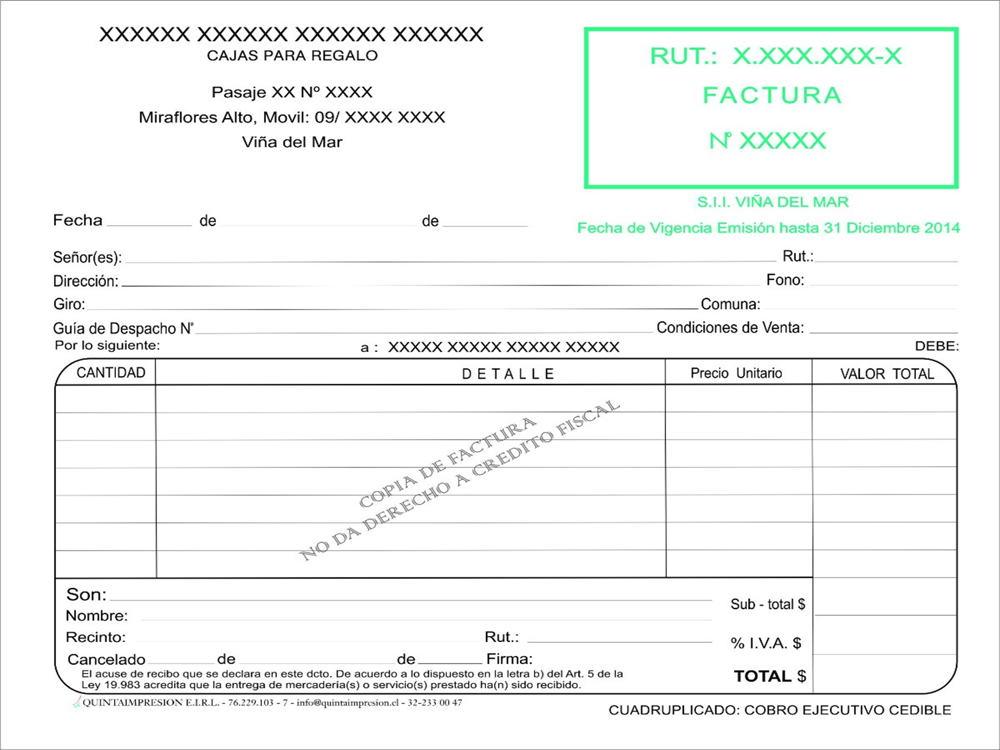 XXXXXX XXXXXX XXXXXX XXXXXX
CAJAS PARA REGALO
Pasaje XX Nº XXXX
Miraflores Alto, Movil: 09/ XXXX XXXX
Viña del Mar
RUT.: X.XXX.XXX-X
FACTURA
Nº XXXXX
S.I.I. VIÑA DEL MAR
Fecha de Vigencia Emisión hasta 31 Diciembre 2014
Fecha de de
Señor(es): Rut.:
Dirección: Fono:
Giro: Comuna:
Guía de Despacho Nº Condiciones de Venta:
Por lo siguiente: a : XXXXX XXXXX XXXXX XXXXX DEBE:
CANTIDAD DETALLE Precio Unitario VALOR TOTAL
COPIA DE FACTURA
NO DA DERECHO A CREDITO FISCAL
Son:
Sub - total $
Nombre:
Recinto: Rut.:
% I.V.A. $
Cancelado de de Firma:
El acuse de recibo que se declara en este dcto. De acuerdo a lo dispuesto en la letra b) del Art. 5 de la
Ley 19.983 acredita que la entrega de mercadería(s) o servicio(s) prestado ha(n) sido recibido.
TOTAL $
QUINTAIMPRESION E.I.R.L. - 76.229.103 - 7 - info@quintaimpresion.cl - 32-233 00 47
CUADRUPLICADO: COBRO EJECUTIVO CEDIBLE